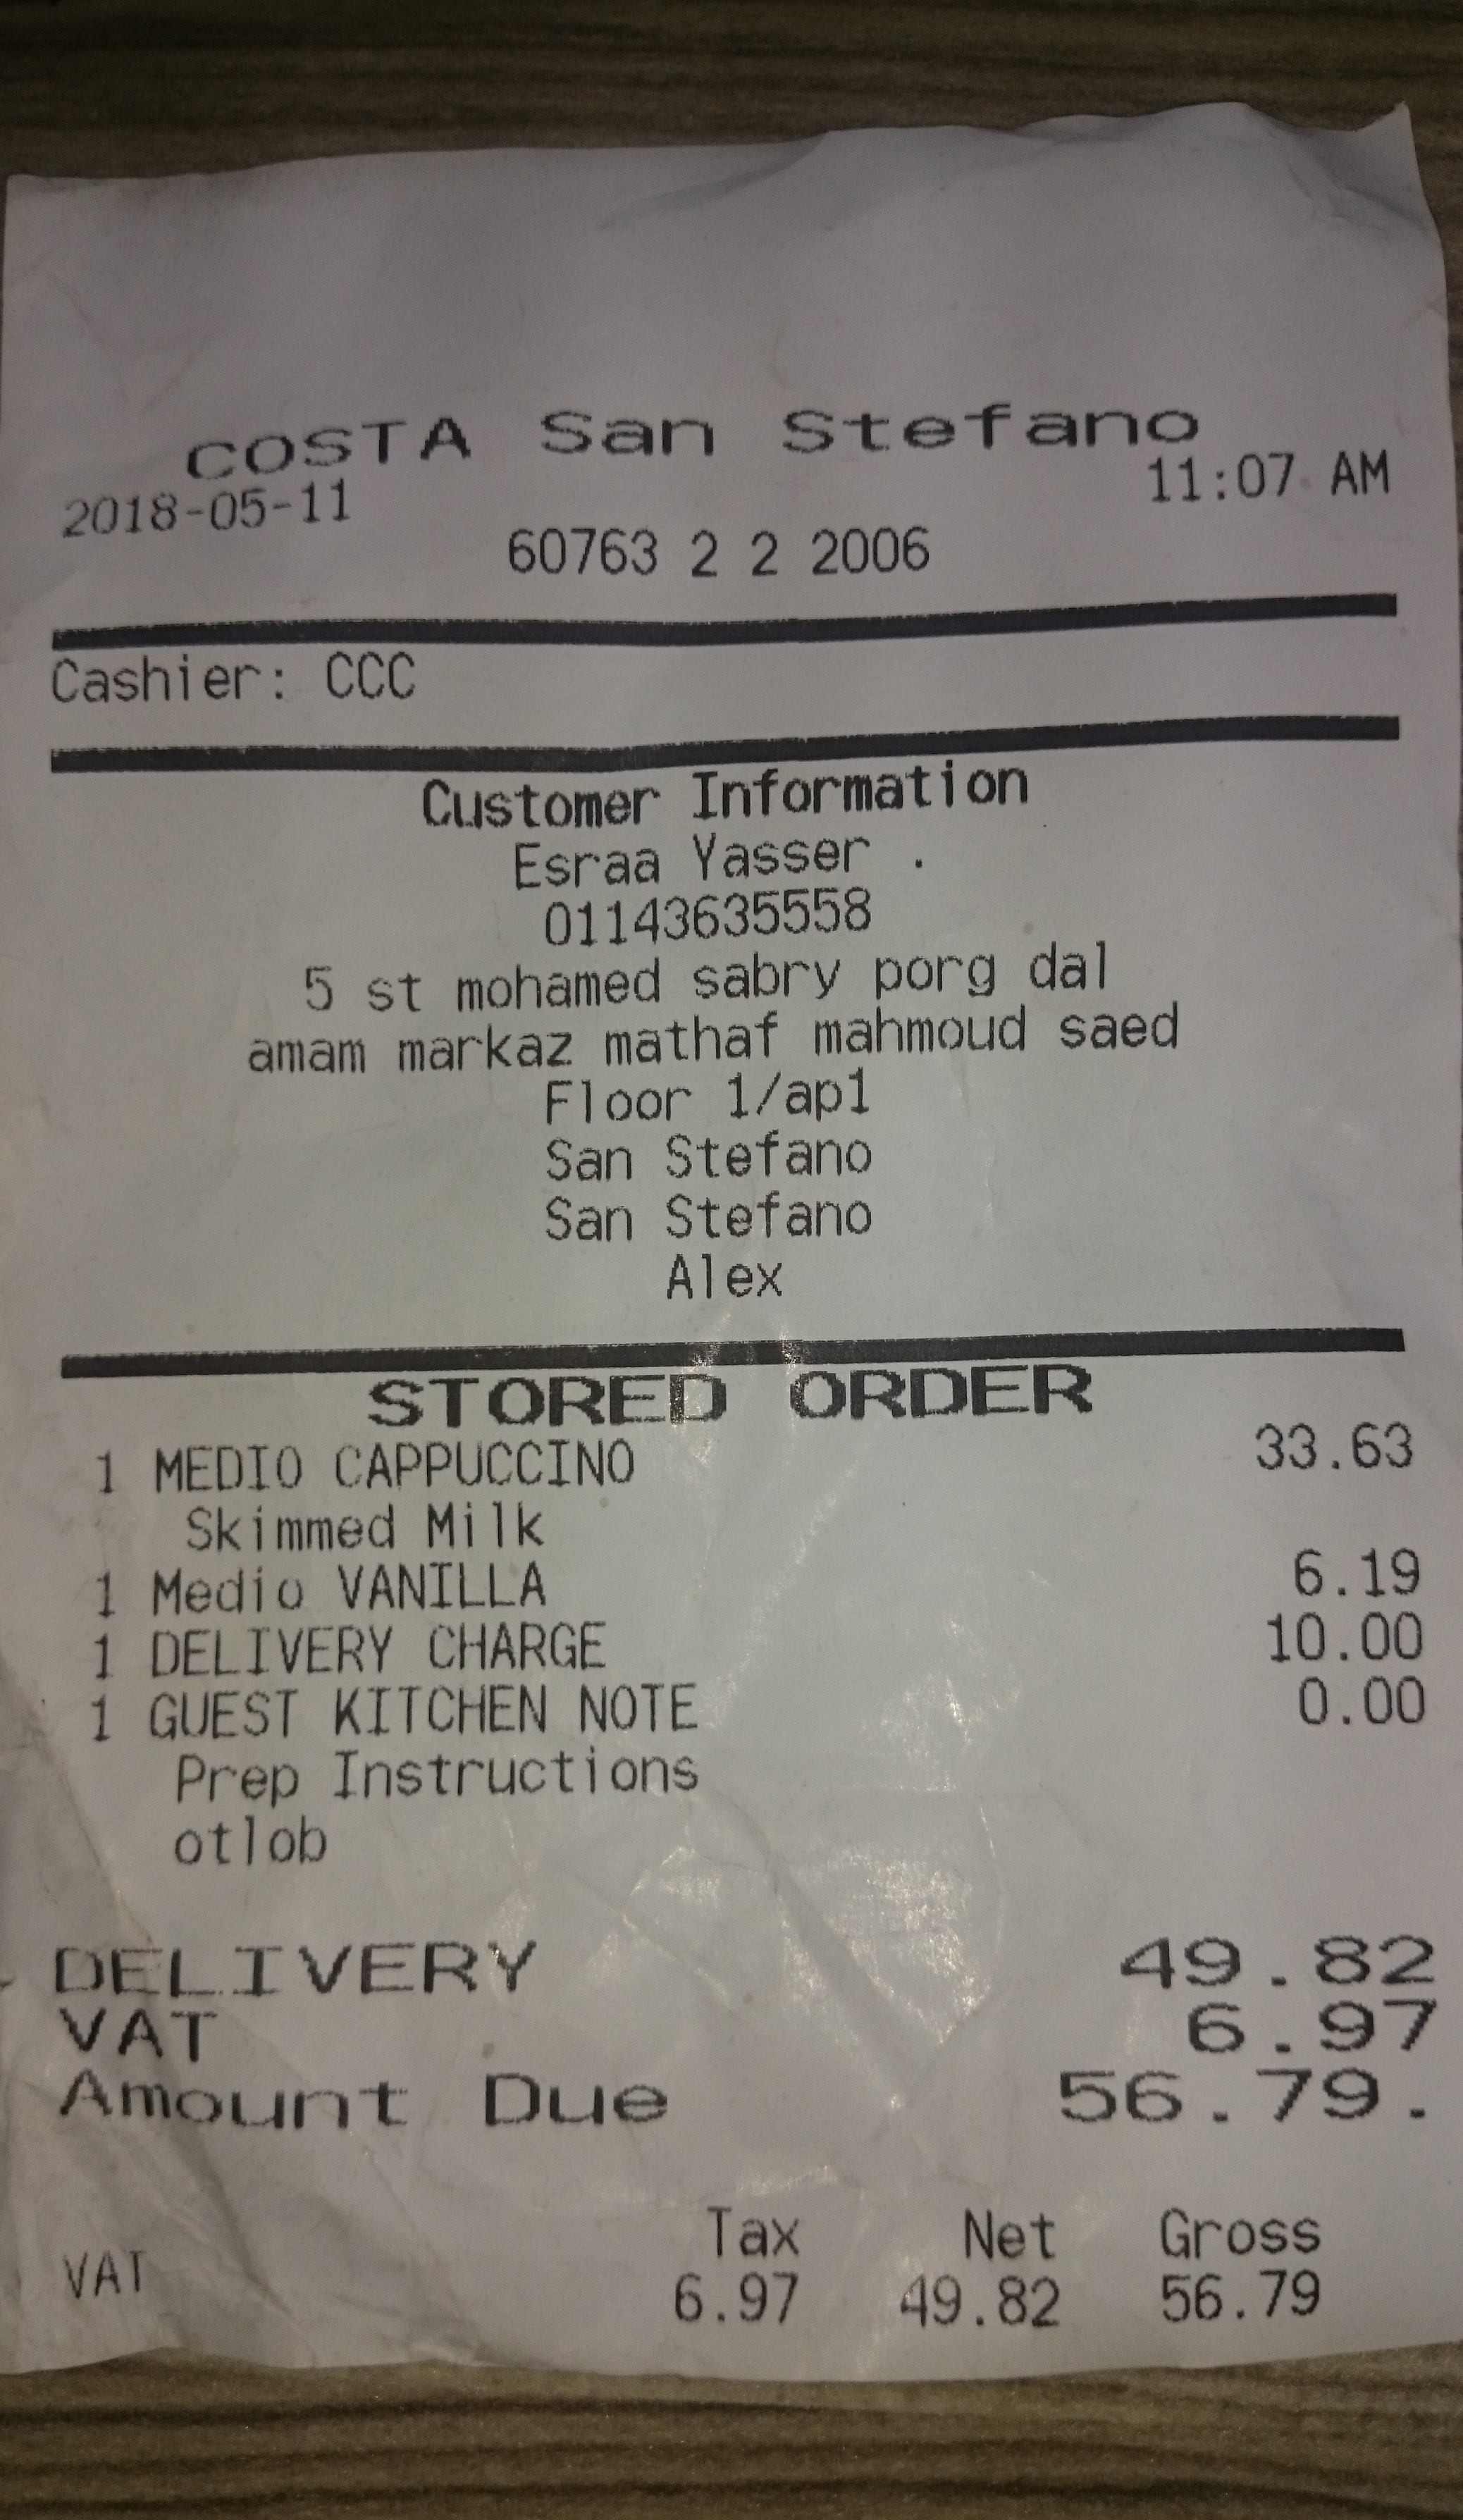 COSTA San Stefano
2018-05-11 11:07 AM
60763 2 2 2006
Cashier: CCC
Customer Information
Esraa Yasser .
01143635558
5 st mohamed sabry porg dal
amam markaz mathaf mahmoud saed
Floor 1/ap1
San Stefano
San Stefano
Alex
STORED ORDER
1 MEDIO CAPPUCCINO 33.63
Skimmed Milk
1 Medio VANILLA 6.19
1 DELIVERY CHARGE 10.00
1 GUEST KITCHEN NOTE 0.00
Prep Instructions
otlob
DELIVERY 49.82
VAT 6.97
Amount Due 56.79.
Tax Net Gross
VAT 6.97 49.82 56.79